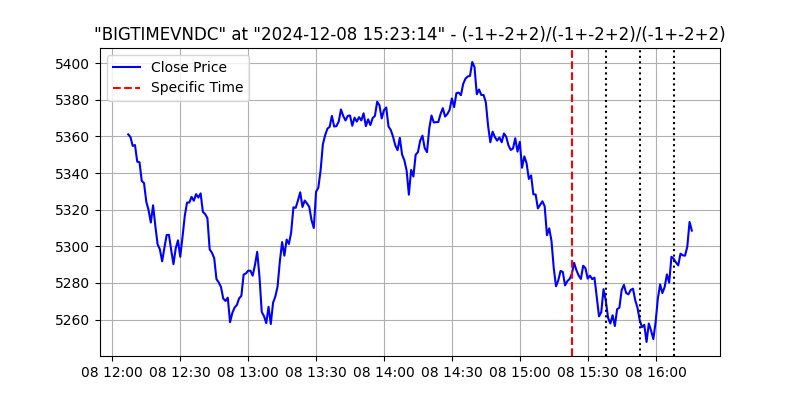 "BIGTIMEVNDC" at "2024-12-08 15:23:14" - (-1+-2+2)/(-1+-2+2)/(-1+-2+2)
Close Price
Specific Time
5400
5380
5360
5340
5320
5300
5280
5260
08 12:00 08 12:30 08 13:00 08 13:30 08 14:00 08 14:30 08 15:00 08 15:30 08 16:00